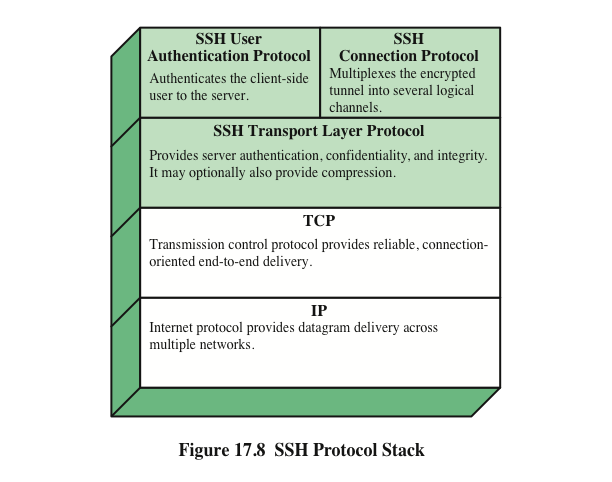 SSH User
Authentication Protocol
Authenticates the client-side
user to the server.
SSH
Connection Protocol
Multiplexes the encrypted
tunnel into several logical
channels.
SSH Transport Layer Protocol
Provides server authentication, confidentiality, and integrity.
It may optionally also provide compression.
TCP
Transmission control protocol provides reliable, connection-
oriented end-to-end delivery.
IP
Internet protocol provides datagram delivery across
multiple networks.
Figure 17.8 SSH Protocol Stack